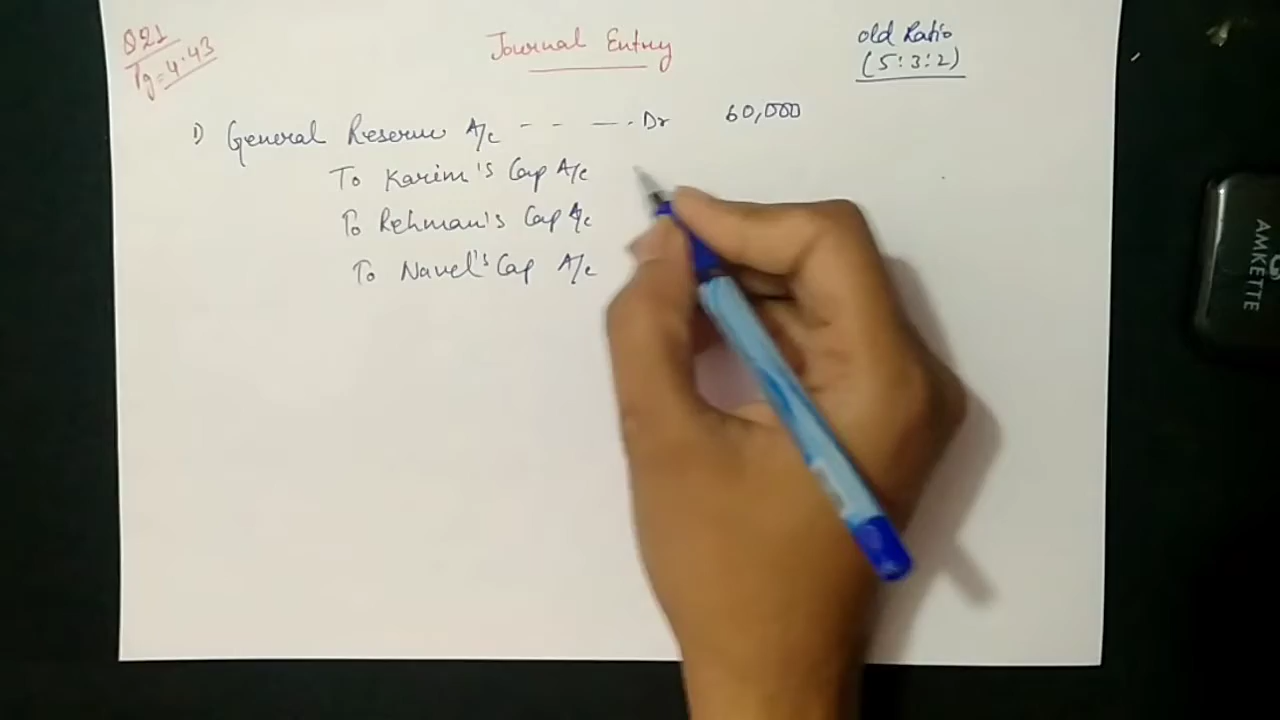 Q21
Pg = 4.43
Journal Entry
Old Ratio
(5:3:2)
1) General Reserve A/c - - - - . Dr 60,000
To Karim's Cap A/c
To Rehman's Cap A/c
To Navel's Cap A/c
AMKETTE